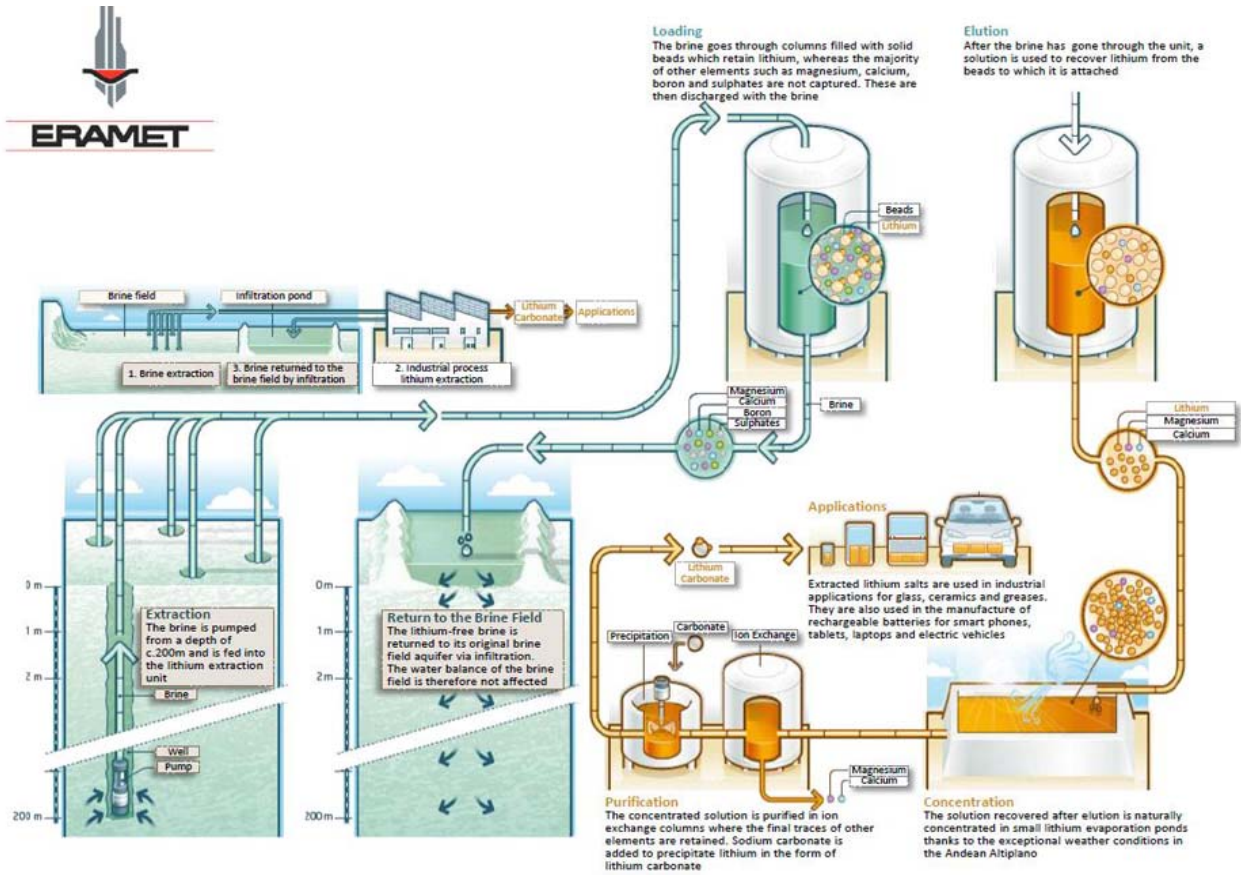 ERAMET
Loading
The brine goes through columns filled with solid
beads which retain lithium, whereas the majority
of other elements such as magnesium, calcium,
boron and sulphates are not captured. These are
then discharged with the brine
Elution
After the brine has gone through the unit, a
solution is used to recover lithium from the
beads to which it is attached
Beads
Lithium
Brine field
Infiltration pond
Lithium
Carbonate
Applications
1. Brine extraction
3. Brine returned to the
brine field by infiltration
2. Industrial process
lithium extraction
Magnesium
Calcium
Boron
Sulphates
Brine
Lithium
Magnesium
Calcium
0 m
1 m
2 m
200 m
Extraction
The brine is pumped
from a depth of
c.200m and is fed into
the lithium extraction
unit
Brine
Well
Pump
0 m
1 m
2 m
200 m
Return to the Brine Field
The lithium-free brine is
returned to its original brine
field aquifer via infiltration.
The water balance of the brine
field is therefore not affected
Lithium
Carbonate
Applications
Extracted lithium salts are used in industrial
applications for glass, ceramics and greases.
They are also used in the manufacture of
rechargeable batteries for smart phones,
tablets, laptops and electric vehicles
Precipitation
Carbonate
Ion Exchange
Magnesium
Calcium
Purification
The concentrated solution is purified in ion
exchange columns where the final traces of other
elements are retained. Sodium carbonate is
added to precipitate lithium in the form of
lithium carbonate
Concentration
The solution recovered after elution is naturally
concentrated in small lithium evaporation ponds
thanks to the exceptional weather conditions in
the Andean Altiplano